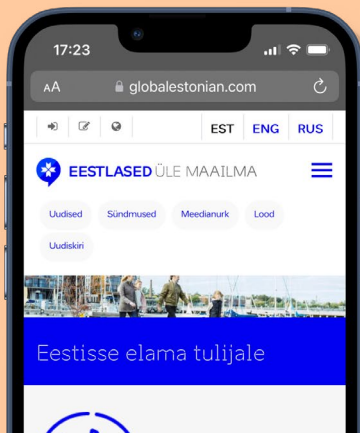 17:23
AA globalestonian.com
EST ENG RUS
EESTLASED ÜLE MAAILMA
Uudised Sündmused Meedianurk Lood
Uudiskiri
Eestisse elama tulijale